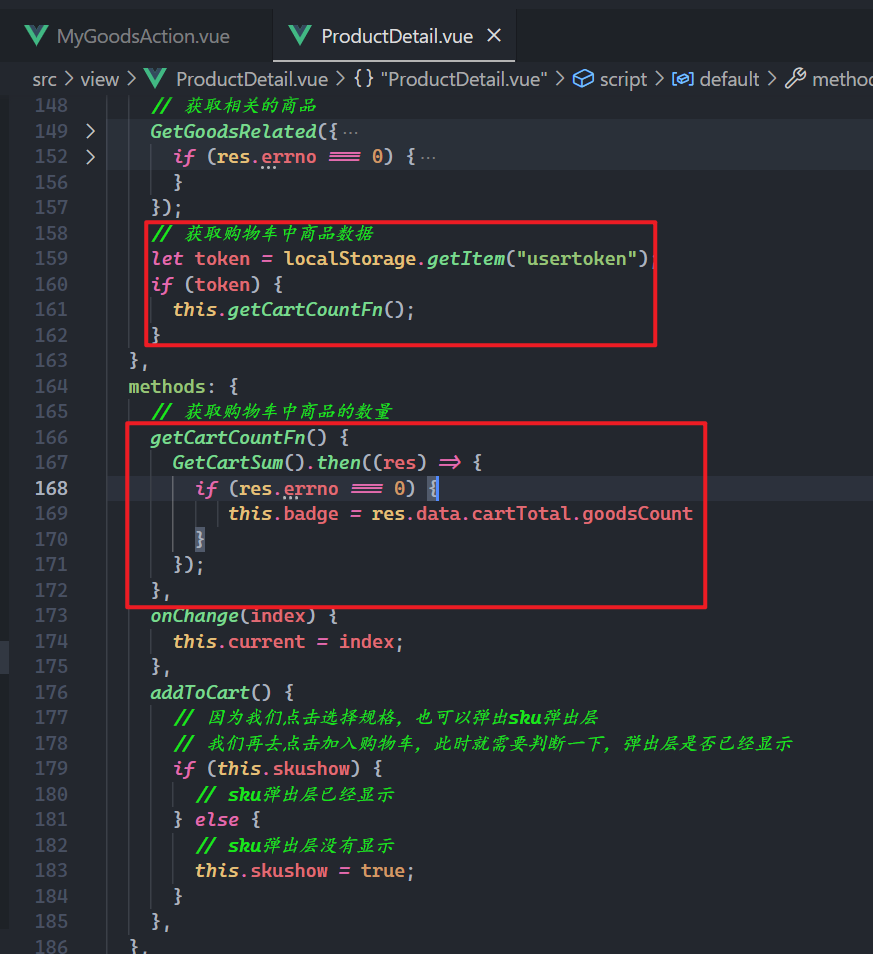 MyGoodsAction.vue ProductDetail.vue
src > view > ProductDetail.vue > {} "ProductDetail.vue" > script > default > metho
148 // 获取相关的商品
149 GetGoodsRelated({ ···
152 if (res.errno === 0) { ···
156 }
157 });
158 // 获取购物车中商品数据
159 let token = localStorage.getItem("usertoken");
160 if (token) {
161 this.getCartCountFn();
162 }
163 },
164 methods: {
165 // 获取购物车中商品的数量
166 getCartCountFn() {
167 GetCartSum().then((res) => {
168 if (res.errno === 0) {
169 this.badge = res.data.cartTotal.goodsCount
170 }
171 });
172 },
173 onChange(index) {
174 this.current = index;
175 },
176 addToCart() {
177 // 因为我们点击选择规格，也可以弹出sku弹出层
178 // 我们再去点击加入购物车，此时就需要判断一下，弹出层是否已经显示
179 if (this.skushow) {
180 // sku弹出层已经显示
181 } else {
182 // sku弹出层没有显示
183 this.skushow = true;
184 }
185 },
186 },